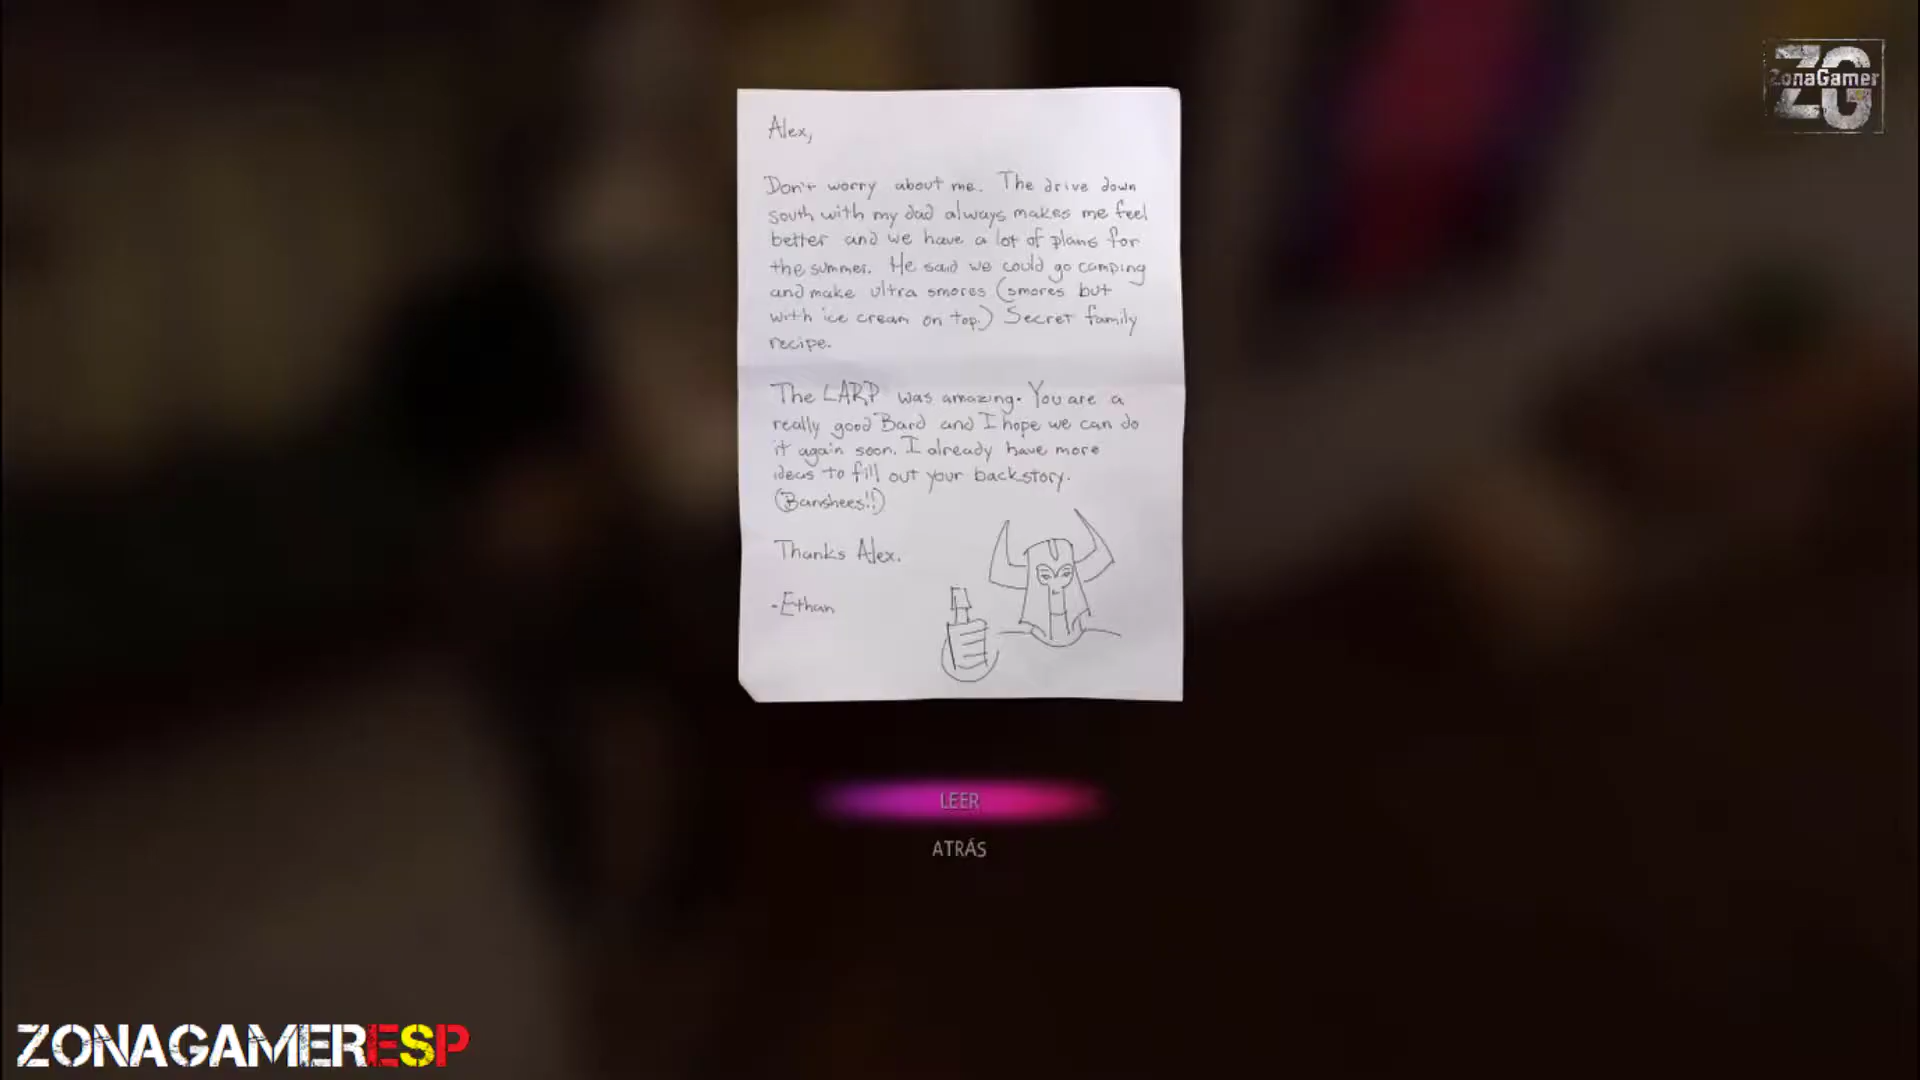 ZG
ZonaGamer
Alex,
Don't worry about me. The drive down
south with my dad always makes me feel
better and we have a lot of plans for
the summer. He said we could go camping
and make ultra smores (smores but
with ice cream on top.) Secret family
recipe.
The LARP was amazing. You are a
really good Bard and I hope we can do
it again soon. I already have more
ideas to fill out your backstory.
(Banshees!!)
Thanks Alex.
-Ethan
LEER
ATRÁS
ZONAGAMERESP